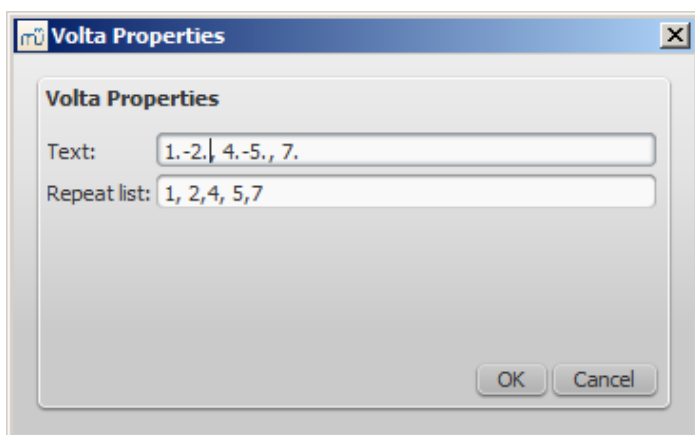 mü Volta Properties
Volta Properties
Text: 1.-2., 4.-5., 7.
Repeat list: 1, 2,4, 5,7
OK Cancel